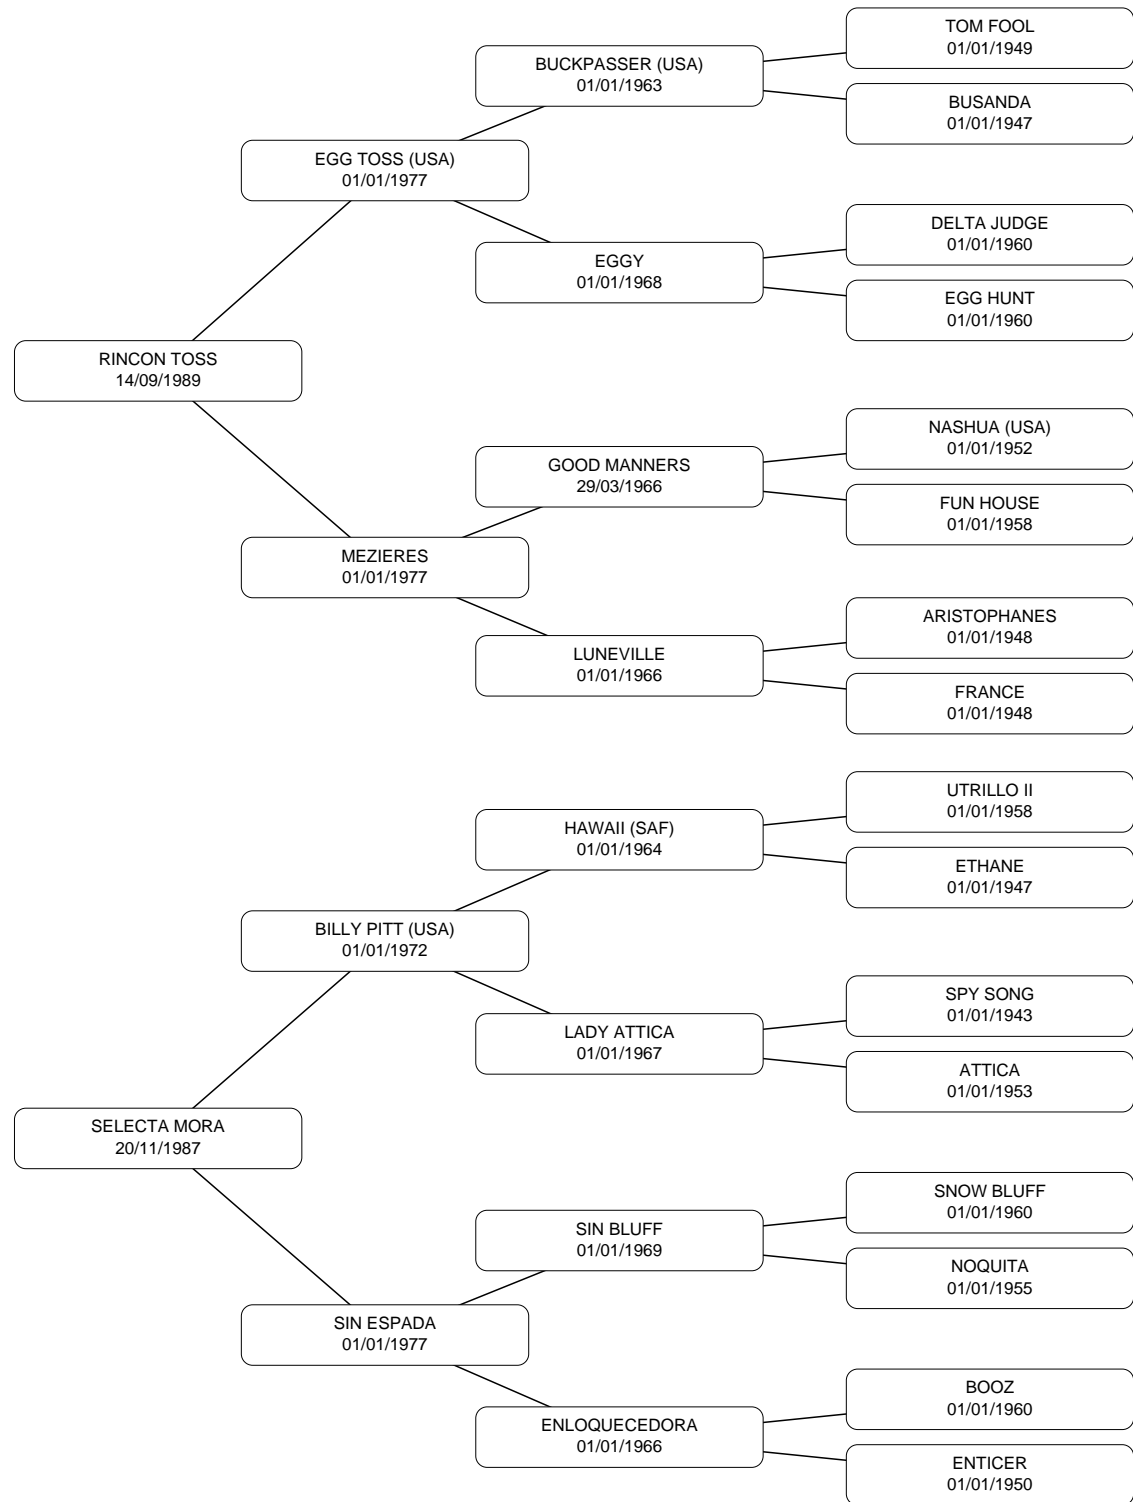 TOM FOOL
01/01/1949
BUCKPASSER (USA)
01/01/1963
BUSANDA
01/01/1947
EGG TOSS (USA)
01/01/1977
DELTA JUDGE
01/01/1960
EGGY
01/01/1968
EGG HUNT
01/01/1960
RINCON TOSS
14/09/1989
NASHUA (USA)
01/01/1952
GOOD MANNERS
29/03/1966
FUN HOUSE
01/01/1958
MEZIERES
01/01/1977
ARISTOPHANES
01/01/1948
LUNEVILLE
01/01/1966
FRANCE
01/01/1948
UTRILLO II
01/01/1958
HAWAII (SAF)
01/01/1964
ETHANE
01/01/1947
BILLY PITT (USA)
01/01/1972
SPY SONG
01/01/1943
LADY ATTICA
01/01/1967
ATTICA
01/01/1953
SELECTA MORA
20/11/1987
SNOW BLUFF
01/01/1960
SIN BLUFF
01/01/1969
NOQUITA
01/01/1955
SIN ESPADA
01/01/1977
BOOZ
01/01/1960
ENLOQUECEDORA
01/01/1966
ENTICER
01/01/1950